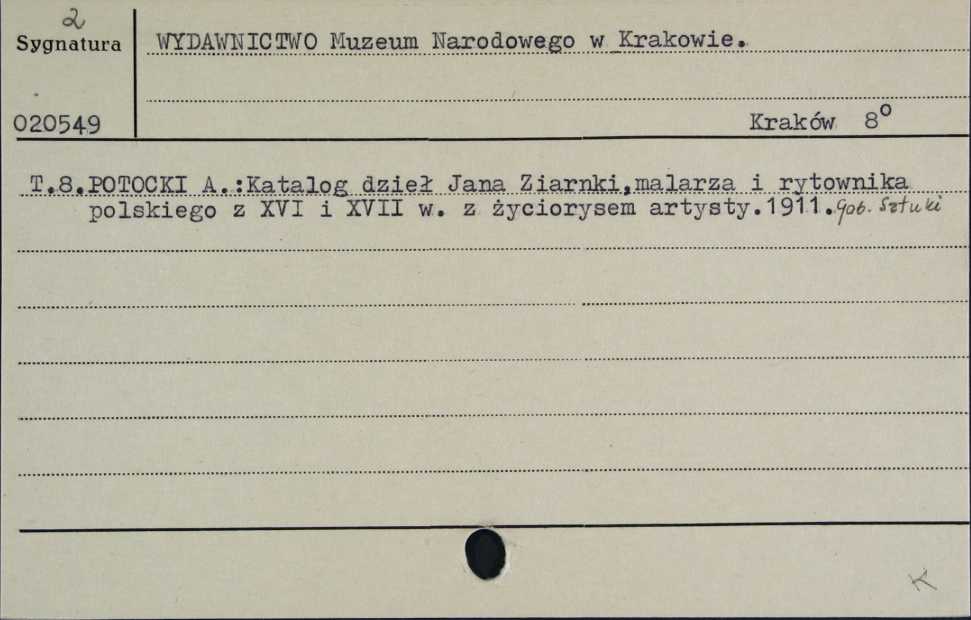 2
Sygnatura
WYDAWNICTWO Muzeum Narodowego w Krakowie.
020549
Kraków 8°
T.8.POTOCKI A.:Katalog dzieł Jana Ziarnki,malarza i rytownika
polskiego z XVI i XVII w. z życiorysem artysty.1911.gab. Sztuki
K